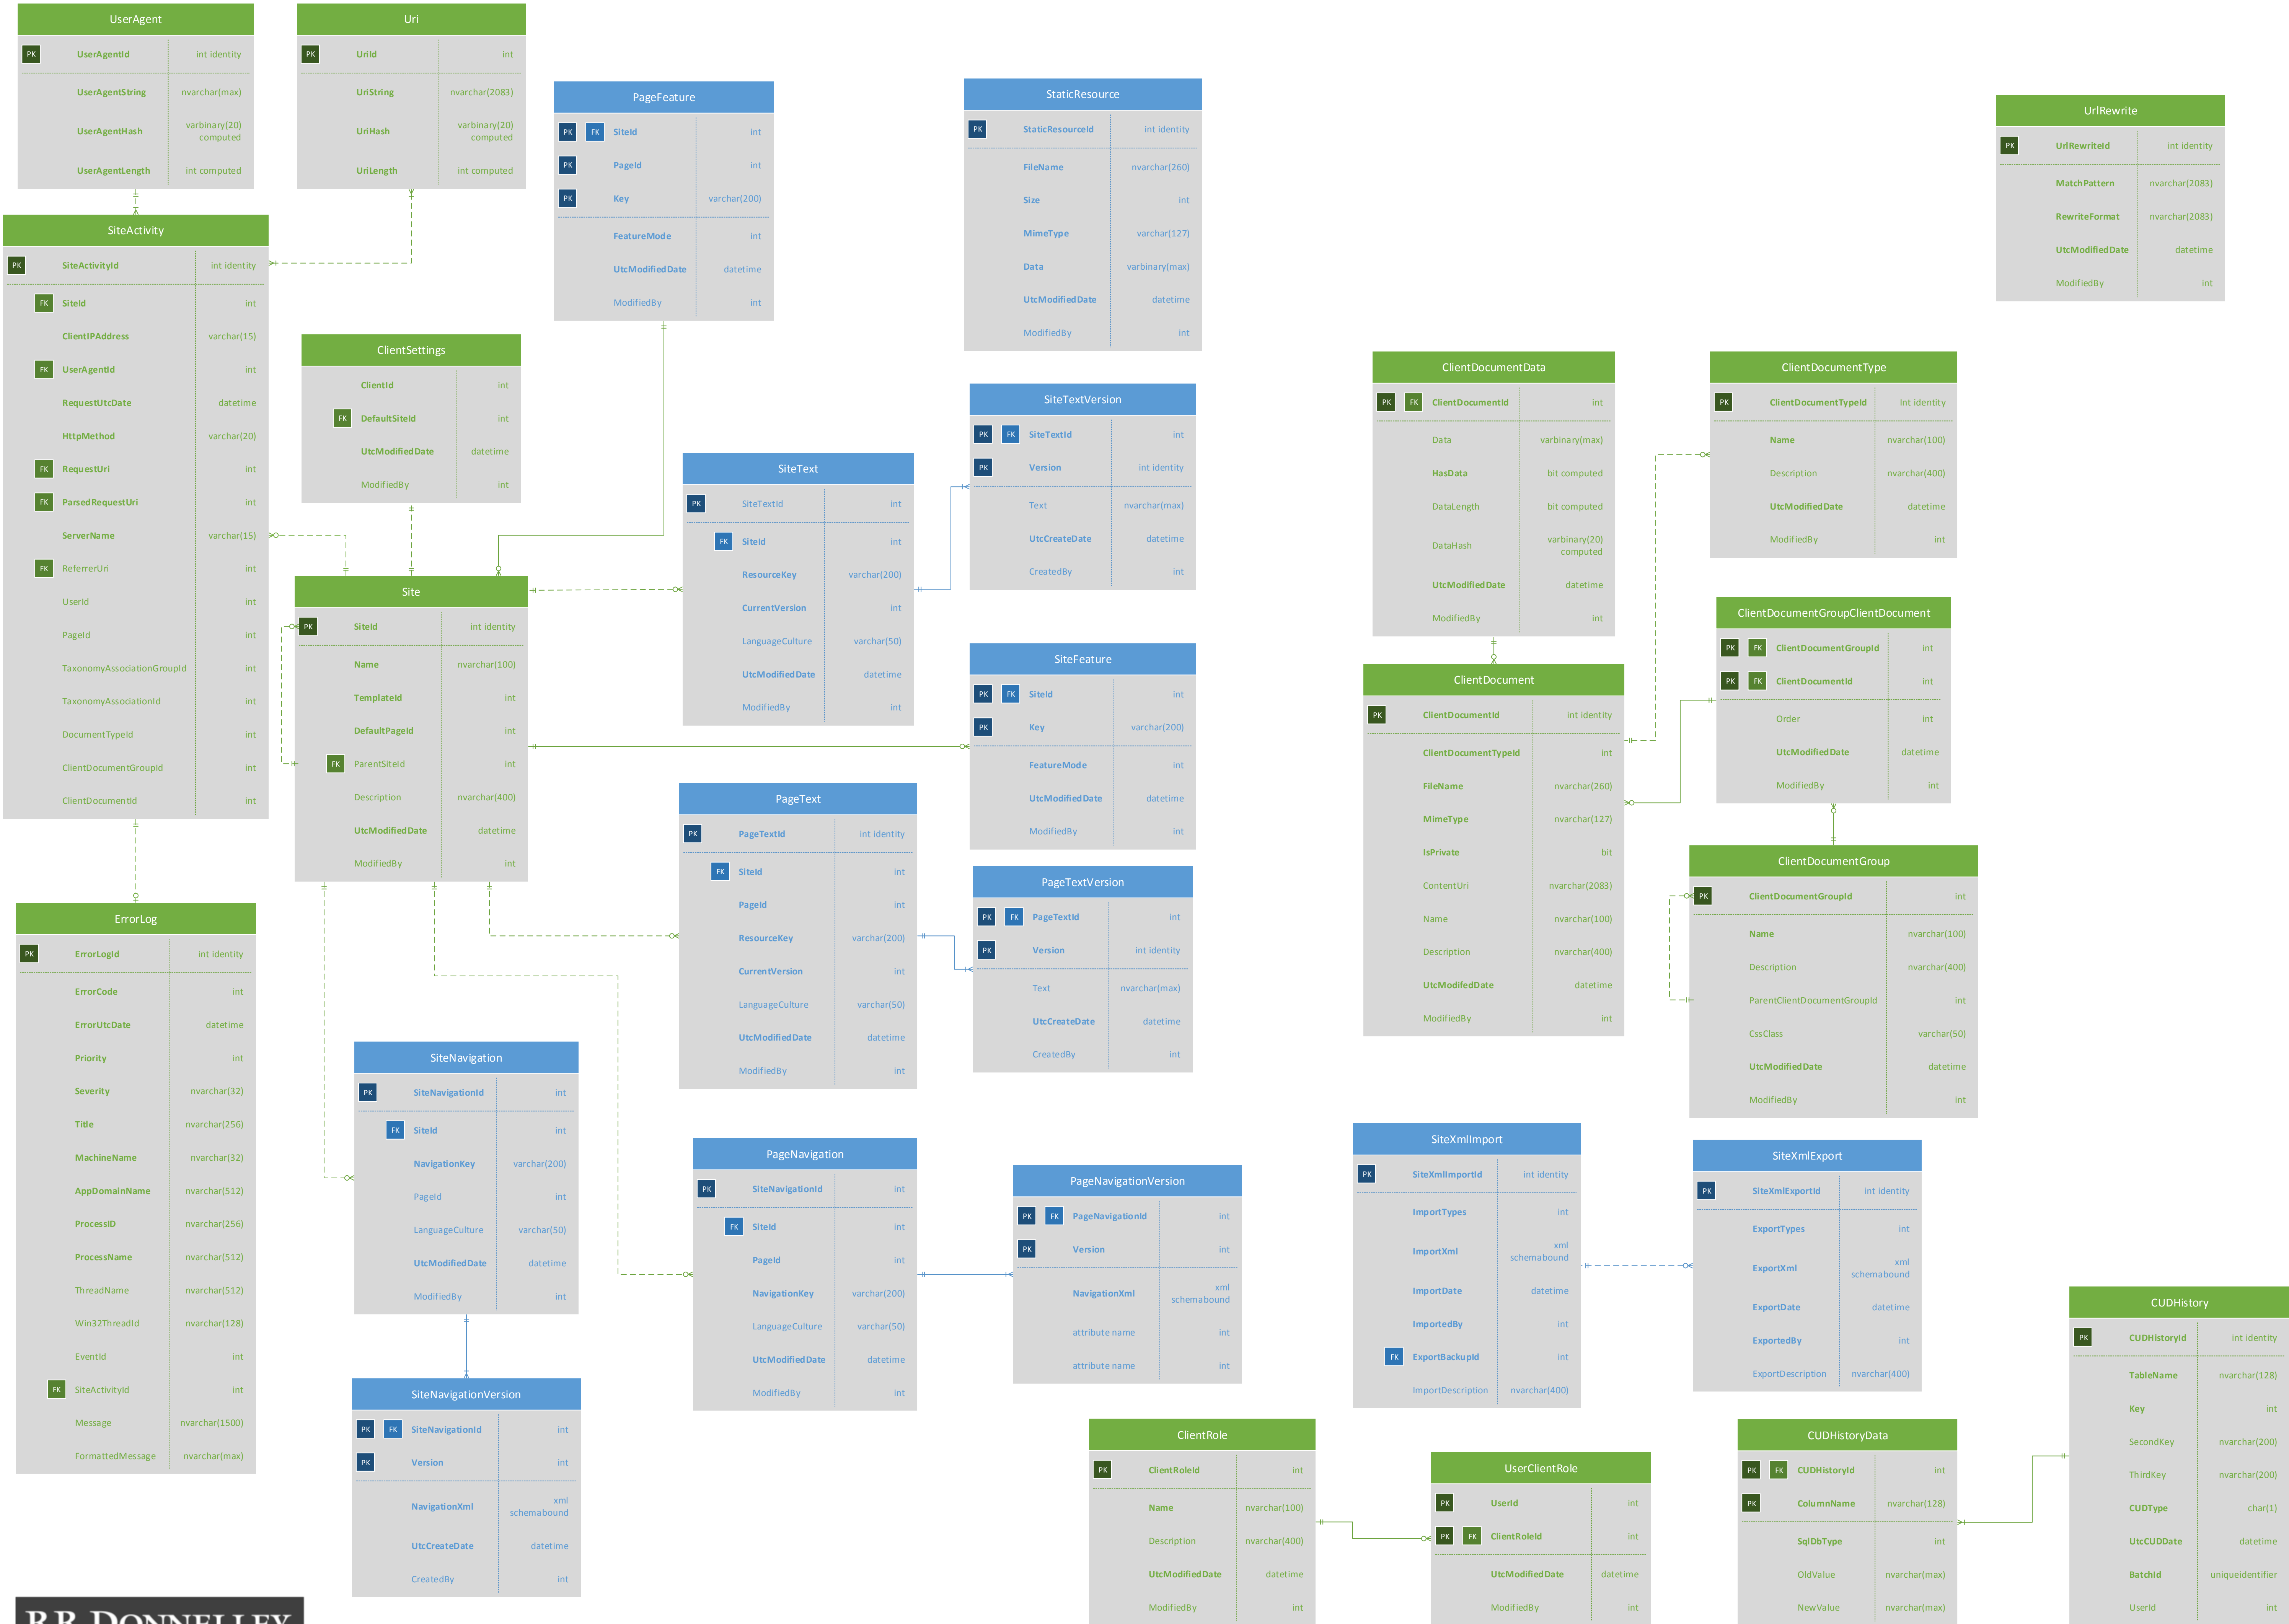 UserAgent
PK UserAgentId int identity
UserAgentString nvarchar(max)
UserAgentHash varbinary(20) computed
UserAgentLength int computed
Uri
PK UriId int
UriString nvarchar(2083)
UriHash varbinary(20) computed
UriLength int computed
PageFeature
PK FK SiteId int
PK PageId int
PK Key varchar(200)
FeatureMode int
UtcModifiedDate datetime
ModifiedBy int
StaticResource
PK StaticResourceId int identity
FileName nvarchar(260)
Size int
MimeType varchar(127)
Data varbinary(max)
UtcModifiedDate datetime
ModifiedBy int
UrlRewrite
PK UrlRewriteId int identity
MatchPattern nvarchar(2083)
RewriteFormat nvarchar(2083)
UtcModifiedDate datetime
ModifiedBy int
SiteActivity
PK SiteActivityId int identity
FK SiteId int
ClientIPAddress varchar(15)
FK UserAgentId int
RequestUtcDate datetime
HttpMethod varchar(20)
FK RequestUri int
FK ParsedRequestUri int
ServerName varchar(15)
FK ReferrerUri int
UserId int
PageId int
TaxonomyAssociationGroupId int
TaxonomyAssociationId int
DocumentTypeId int
ClientDocumentGroupId int
ClientDocumentId int
ClientSettings
ClientId int
FK DefaultSiteId int
UtcModifiedDate datetime
ModifiedBy int
Site
PK SiteId int identity
Name nvarchar(100)
TemplateId int
DefaultPageId int
FK ParentSiteId int
Description nvarchar(400)
UtcModifiedDate datetime
ModifiedBy int
SiteText
PK SiteTextId int
FK SiteId int
ResourceKey varchar(200)
CurrentVersion int
LanguageCulture varchar(50)
UtcModifiedDate datetime
ModifiedBy int
SiteTextVersion
PK FK SiteTextId int
PK Version int identity
Text nvarchar(max)
UtcCreateDate datetime
CreatedBy int
SiteFeature
PK FK SiteId int
PK Key varchar(200)
FeatureMode int
UtcModifiedDate datetime
ModifiedBy int
ClientDocumentData
PK FK ClientDocumentId int
Data varbinary(max)
HasData bit computed
DataLength bit computed
DataHash varbinary(20) computed
UtcModifiedDate datetime
ModifiedBy int
ClientDocumentType
PK ClientDocumentTypeId Int identity
Name nvarchar(100)
Description nvarchar(400)
UtcModifiedDate datetime
ModifiedBy int
ClientDocumentGroupClientDocument
PK FK ClientDocumentGroupId int
PK FK ClientDocumentId int
Order int
UtcModifiedDate datetime
ModifiedBy int
ClientDocument
PK ClientDocumentId int identity
ClientDocumentTypeId int
FileName nvarchar(260)
MimeType nvarchar(127)
IsPrivate bit
ContentUri nvarchar(2083)
Name nvarchar(100)
Description nvarchar(400)
UtcModifedDate datetime
ModifiedBy int
ClientDocumentGroup
PK ClientDocumentGroupId int
Name nvarchar(100)
Description nvarchar(400)
ParentClientDocumentGroupId int
CssClass varchar(50)
UtcModifiedDate datetime
ModifiedBy int
PageText
PK PageTextId int identity
FK SiteId int
PageId int
ResourceKey varchar(200)
CurrentVersion int
LanguageCulture varchar(50)
UtcModifiedDate datetime
ModifiedBy int
PageTextVersion
PK FK PageTextId int
PK Version int identity
Text nvarchar(max)
UtcCreateDate datetime
CreatedBy int
ErrorLog
PK ErrorLogId int identity
ErrorCode int
ErrorUtcDate datetime
Priority int
Severity nvarchar(32)
Title nvarchar(256)
MachineName nvarchar(32)
AppDomainName nvarchar(512)
ProcessID nvarchar(256)
ProcessName nvarchar(512)
ThreadName nvarchar(512)
Win32ThreadId nvarchar(128)
EventId int
FK SiteActivityId int
Message nvarchar(1500)
FormattedMessage nvarchar(max)
SiteNavigation
PK SiteNavigationId int
FK SiteId int
NavigationKey varchar(200)
PageId int
LanguageCulture varchar(50)
UtcModifiedDate datetime
ModifiedBy int
SiteNavigationVersion
PK FK SiteNavigationId int
PK Version int
NavigationXml xml schemabound
UtcCreateDate datetime
CreatedBy int
PageNavigation
PK SiteNavigationId int
FK SiteId int
PageId int
NavigationKey varchar(200)
LanguageCulture varchar(50)
UtcModifiedDate datetime
ModifiedBy int
PageNavigationVersion
PK FK PageNavigationId int
PK Version int
NavigationXml xml schemabound
attribute name int
attribute name int
SiteXmlImport
PK SiteXmlImportId int identity
ImportTypes int
ImportXml xml schemabound
ImportDate datetime
ImportedBy int
FK ExportBackupId int
ImportDescription nvarchar(400)
SiteXmlExport
PK SiteXmlExportId int identity
ExportTypes int
ExportXml xml schemabound
ExportDate datetime
ExportedBy int
ExportDescription nvarchar(400)
ClientRole
PK ClientRoleId int
Name nvarchar(100)
Description nvarchar(400)
UtcModifiedDate datetime
ModifiedBy int
UserClientRole
PK UserId int
PK FK ClientRoleId int
UtcModifiedDate datetime
ModifiedBy int
CUDHistoryData
PK FK CUDHistoryId int
PK ColumnName nvarchar(128)
SqlDbType int
OldValue nvarchar(max)
NewValue nvarchar(max)
CUDHistory
PK CUDHistoryId int identity
TableName nvarchar(128)
Key int
SecondKey nvarchar(200)
ThirdKey nvarchar(200)
CUDType char(1)
UtcCUDDate datetime
BatchId uniqueidentifier
UserId int
R.R. DONNELLEY